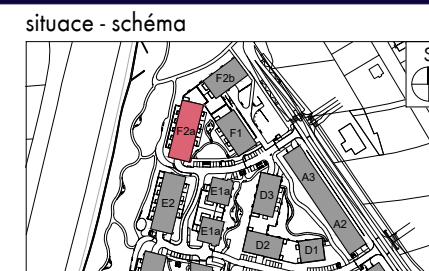 situace - schéma
S
F2b
F2a
F1
A3
E1a
D3
E2
A2
E1a
D2
D1